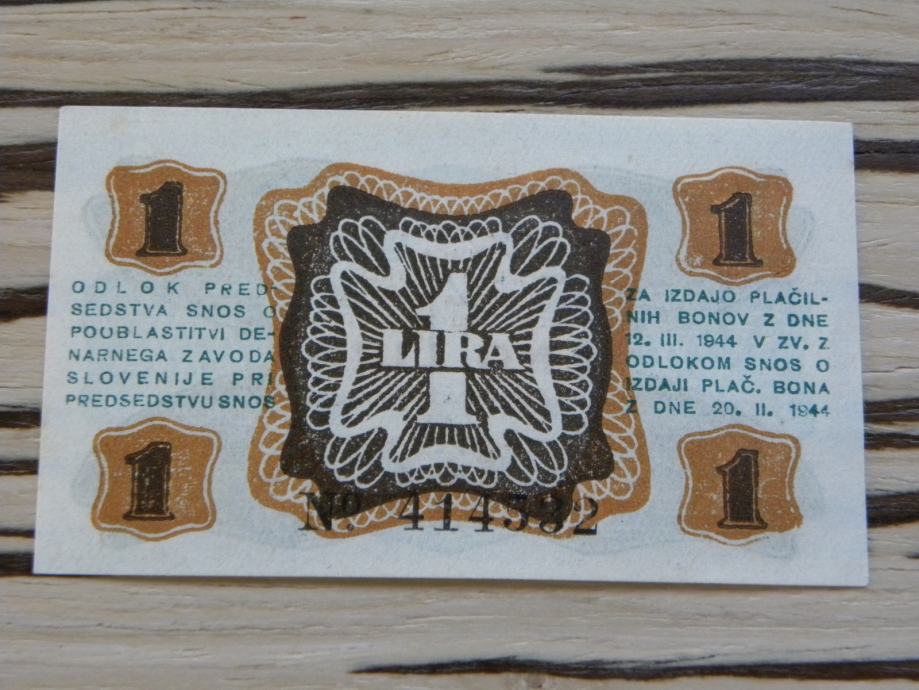 1
1
ODLOK PRED-
SEDSTVA SNOS O
POOBLASTITVI DE-
NARNEGA ZAVODA
SLOVENIJE PRI
PREDSEDSTVU SNOS
1
LIRA
1
ZA IZDAJO PLAČIL-
NIH BONOV Z DNE
12. III. 1944 V ZV. Z
ODLOKOM SNOS O
IZDAJI PLAČ. BONA
Z DNE 20. II. 1944
1
1
No